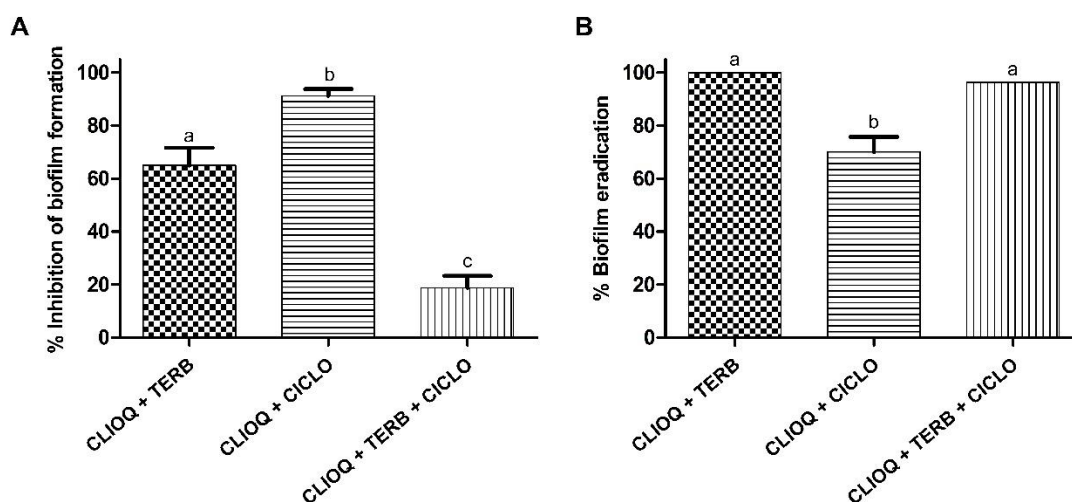 A
% Inhibition of biofilm formation
100
80
60
40
20
0
a
b
c
CLIOQ + TERB
CLIOQ + CICLO
CLIOQ + TERB + CICLO
B
% Biofilm eradication
100
80
60
40
20
0
a
b
a
CLIOQ + TERB
CLIOQ + CICLO
CLIOQ + TERB + CICLO